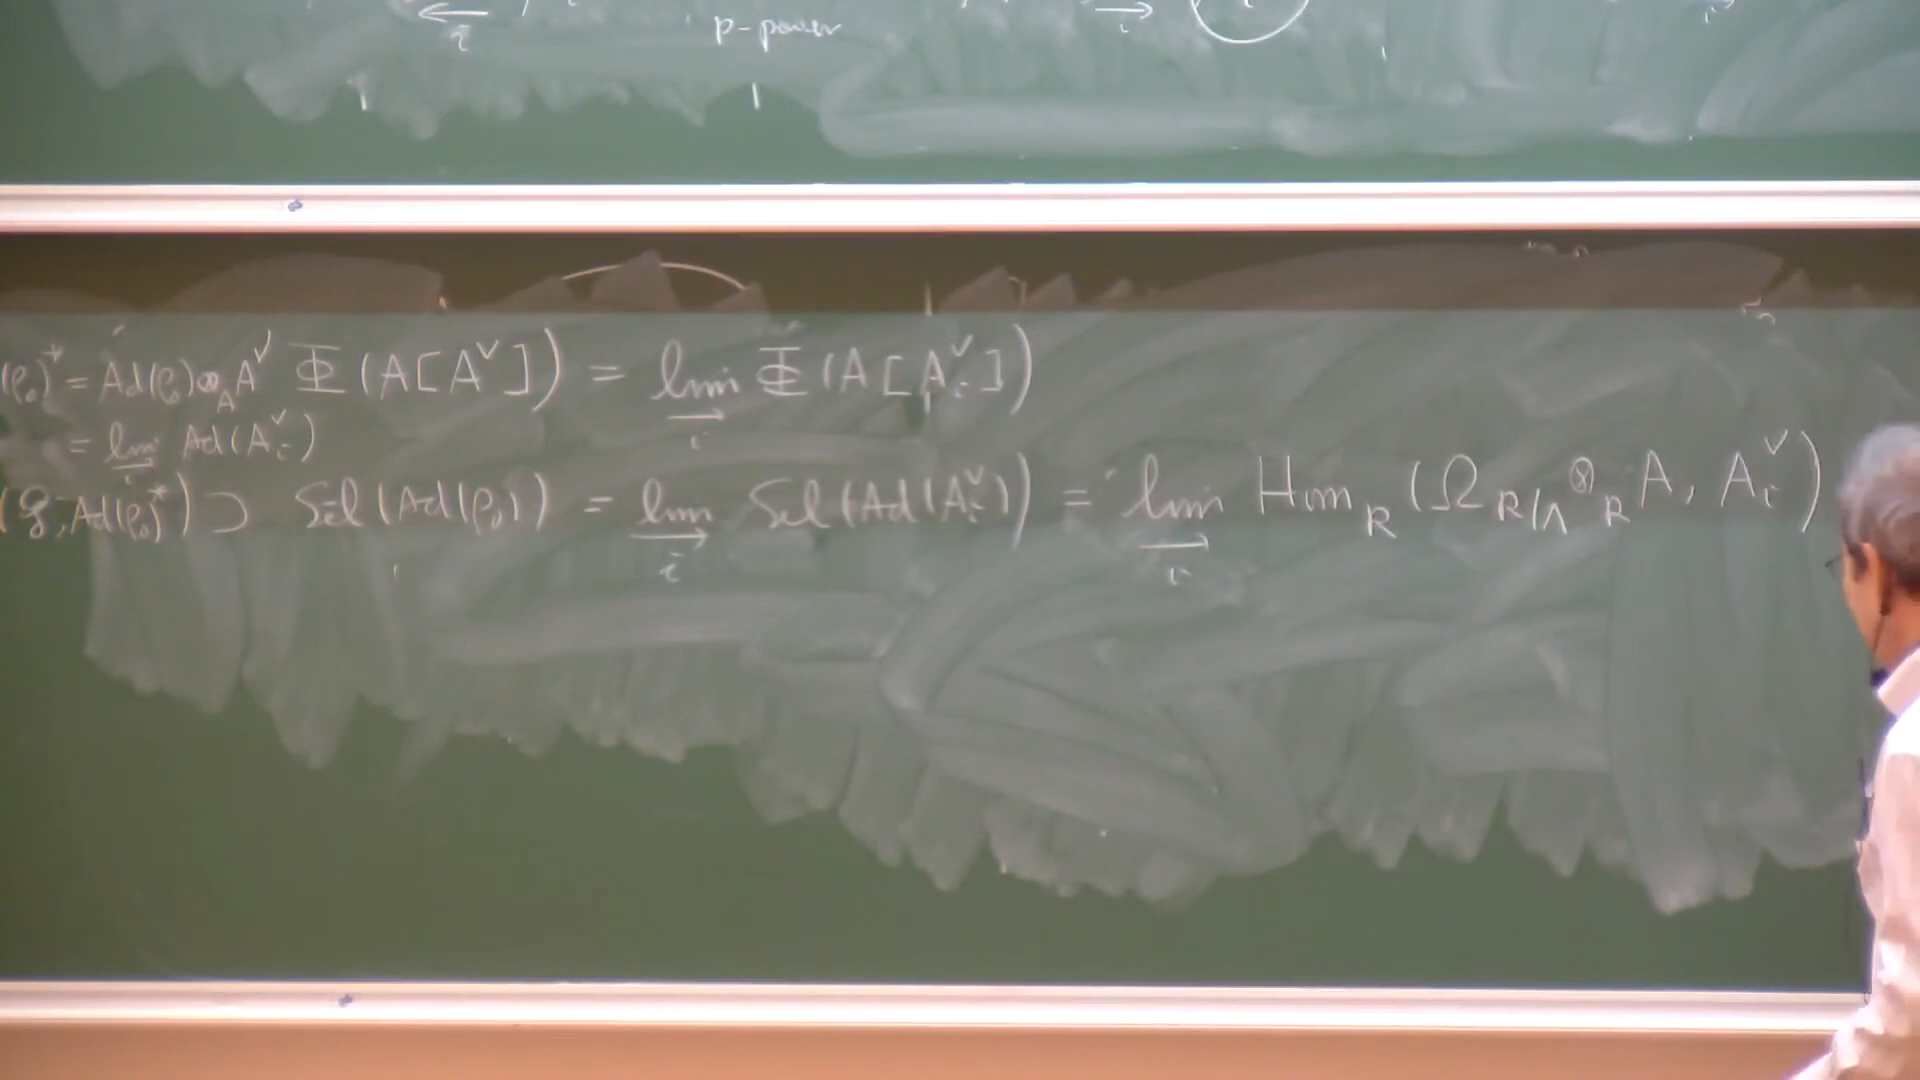 p-power
(ρ₀)* = Ad(ρ₀)⊗_A A^∨ Φ(A[A^∨]) = lim→_i Φ(A[A_i^∨])
= lim→_i Ad(A_i^∨)
(g, Ad(ρ₀)*) ⊃ Sel(Ad(ρ₀)) = lim→_i Sel(Ad(A_i^∨)) = lim→_i Hom_R(Ω_{R/Λ} ⊗_R A, A_i^∨)